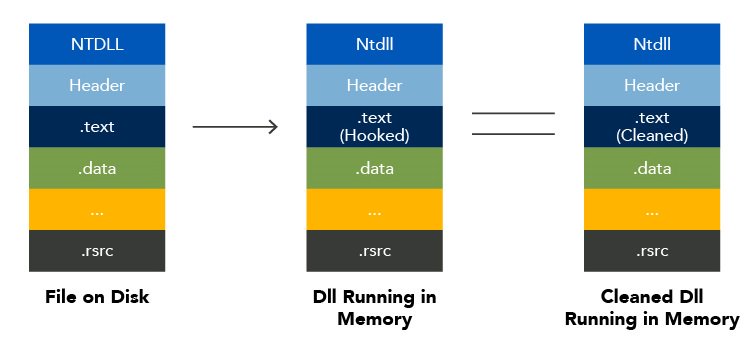 NTDLL
Header
.text
.data
...
.rsrc
File on Disk
Ntdll
Header
.text
(Hooked)
.data
...
.rsrc
Dll Running in
Memory
Ntdll
Header
.text
(Cleaned)
.data
...
.rsrc
Cleaned Dll
Running in Memory